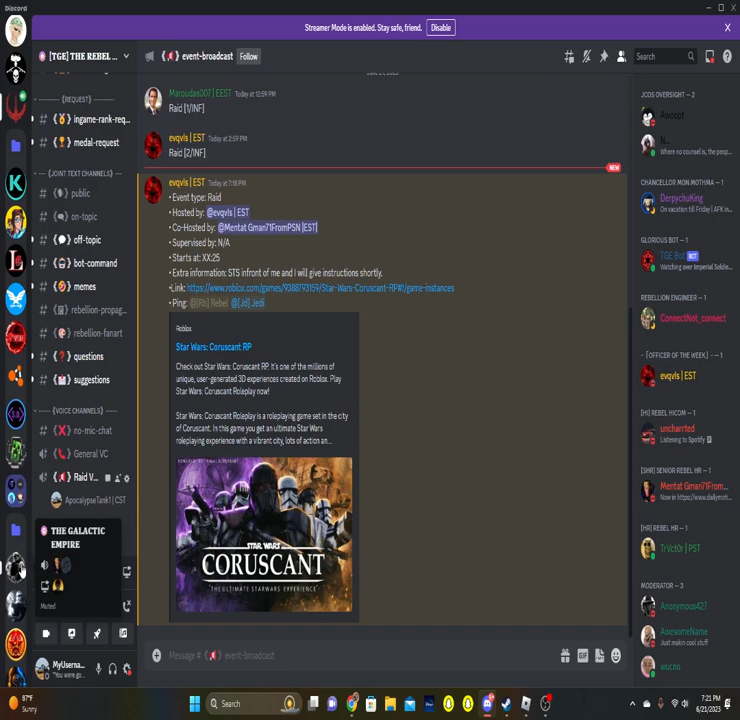 Discord
Streamer Mode is enabled. Stay safe, friend. Disable
[TGE] THE REBEL ...
event-broadcast Follow
Search
{REQUEST}
ingame-rank-req...
medal-request
{JOINT TEXT CHANNELS}
public
on-topic
off-topic
bot-command
memes
rebellion-propag...
rebellion-fanart
questions
suggestions
{VOICE CHANNELS}
no-mic-chat
General VC
Raid V...
ApocalypseTank1 | CST
THE GALACTIC
EMPIRE
Muted
MyUserna...
"You were go...
Maroudas007 | EEST Today at 12:59 PM
Raid [1/INF]
evqvls | EST Today at 2:59 PM
Raid [2/INF]
NEW
evqvls | EST Today at 7:18 PM
• Event type: Raid
• Hosted by: @evqvls | EST
• Co-Hosted by: @Mentat Gman71FromPSN |EST|
• Supervised by: N/A
• Starts at: XX:25
• Extra information: STS infront of me and I will give instructions shortly.
•Link: https://www.roblox.com/games/9388793159/Star-Wars-Coruscant-RP#!/game-instances
• Ping: @[Rb] Rebel @[Jd] Jedi
Roblox
Star Wars: Coruscant RP
Check out Star Wars: Coruscant RP. It's one of the millions of
unique, user-generated 3D experiences created on Roblox. Play
Star Wars: Coruscant Roleplay now!
Star Wars: Coruscant Roleplay is a roleplaying game set in the city
of Coruscant. In this game you get an ultimate Star Wars
roleplaying experience with a vibrant city, lots of action an...
STAR WARS
CORUSCANT
THE ULTIMATE STARWARS EXPERIENCE
Message # event-broadcast
GIF
JCOS OVERSIGHT – 2
Awoopt
N...
Where no counsel is, the peop...
CHANCELLOR MON MOTHMA – 1
DerpychuKing
On vacation till Friday | AFK in...
GLORIOUS BOT – 1
TGE Bot BOT
Watching over Imperial Soldie...
REBELLION ENGINEER – 1
ConnectNot_connect
- [OFFICER OF THE WEEK] – 1
evqvls | EST
[HI] REBEL HICOM – 1
uncharrted
Listening to Spotify
[SHR] SENIOR REBEL HR – 1
Mentat Gman71From...
Now in https://www.dailymot...
[HR] REBEL HR – 1
TrVct0r | PST
MODERATOR – 3
Anonymous427
AwesomeName
Just makin cool stuff
wucno
97°F
Sunny
Search
7:21 PM
6/21/2023